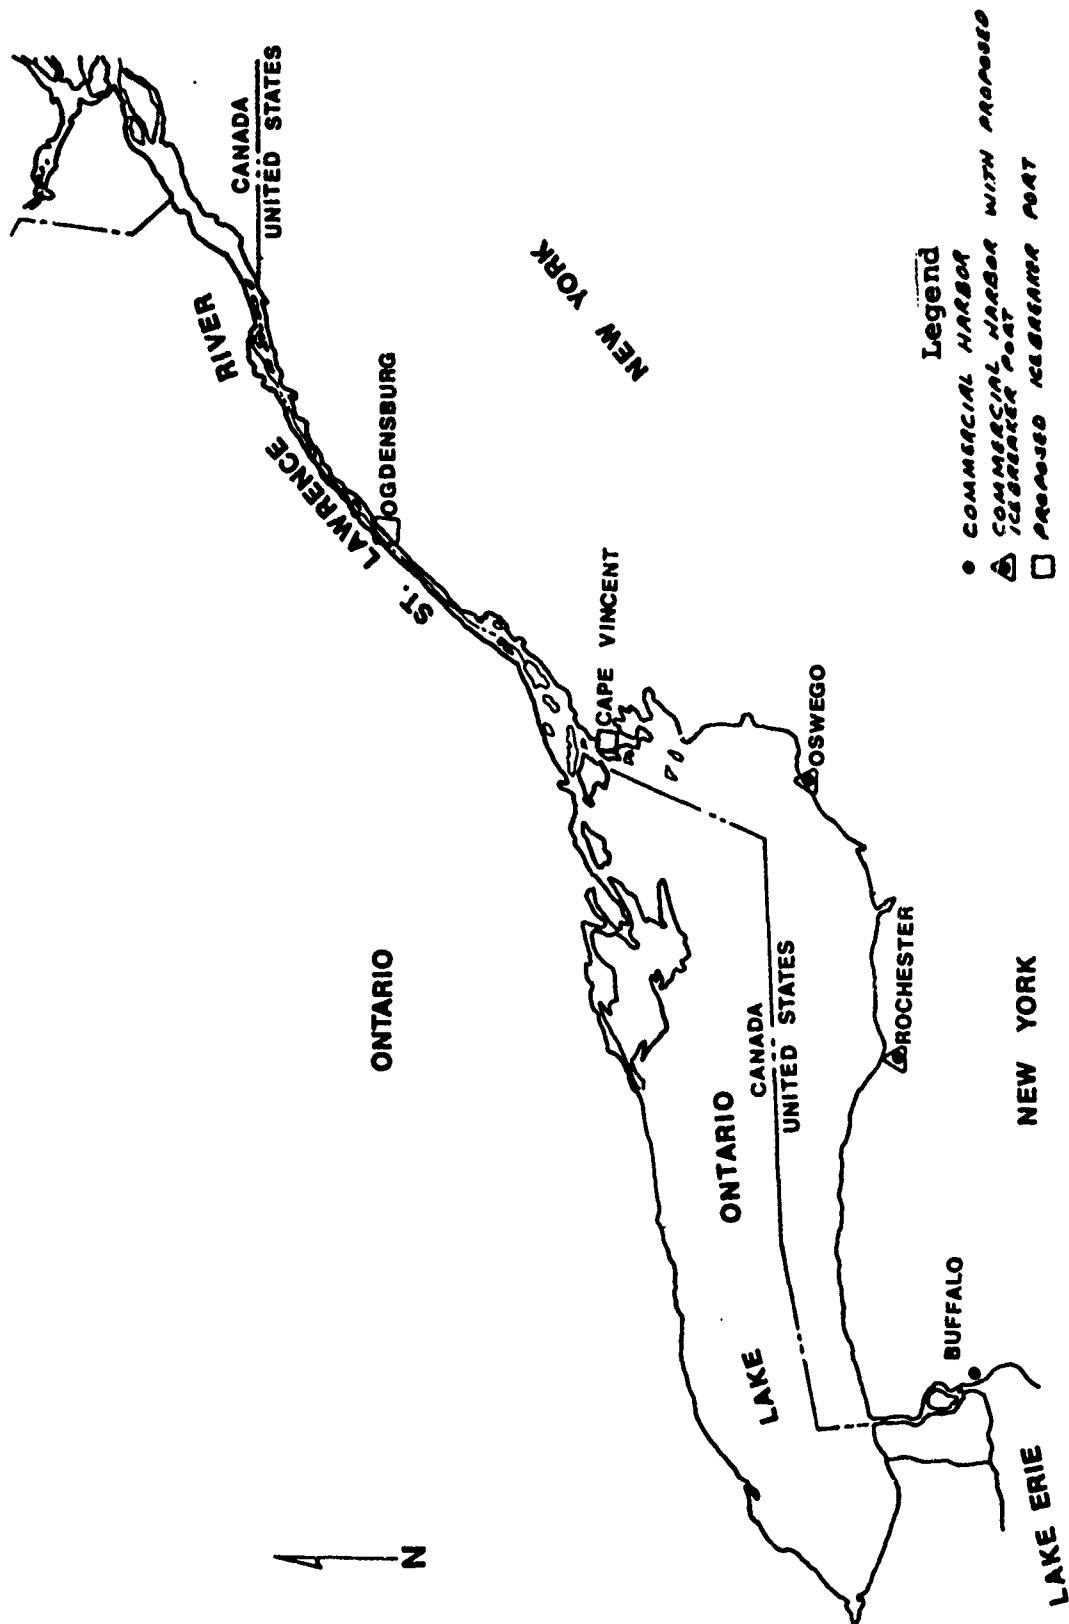 CANADA
UNITED STATES
ST. LAWRENCE RIVER
OGDENSBURG
NEW YORK
ONTARIO
CAPE VINCENT
OSWEGO
CANADA
UNITED STATES
LAKE ONTARIO
ROCHESTER
NEW YORK
BUFFALO
LAKE ERIE
N
Legend
COMMERCIAL HARBOR
COMMERCIAL HARBOR WITH PROPOSED
ICEBREAKER PORT
PROPOSED ICEBREAKER PORT